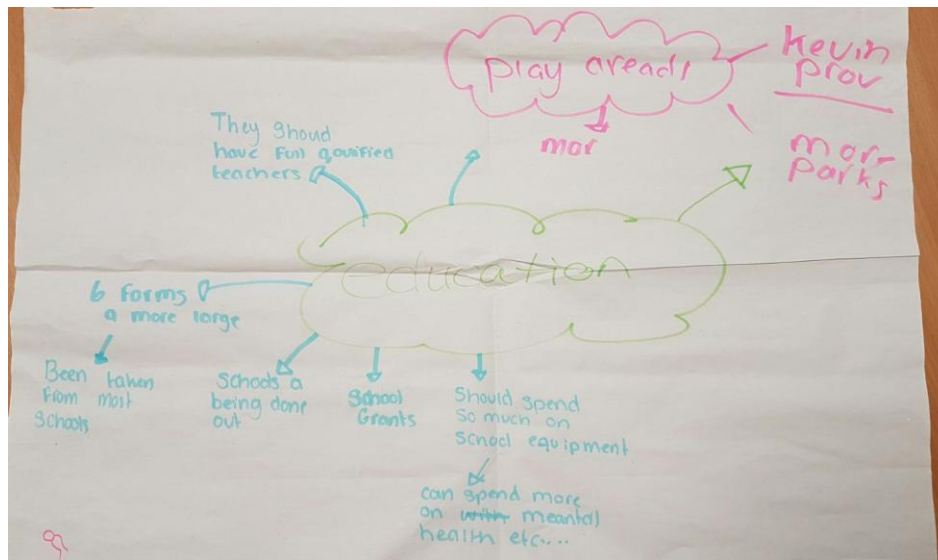 play areads
kevin
prov
mor
mor
Parks
They shoud
have full qaulified
teachers
education
6 forms
a more large
Been taken
from most
schools
Schools a
being done
out
School
Grants
Should spend
So much on
School equipment
can spend more
on with meantal
health etc....